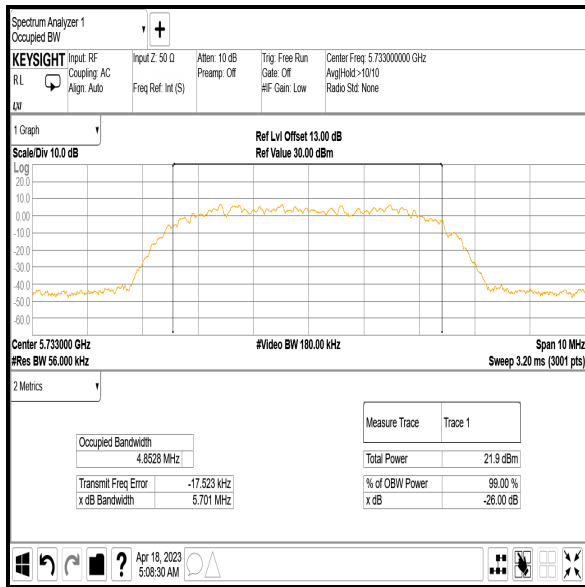 Spectrum Analyzer 1
Occupied BW
KEYSIGHT
RL
LXI
Input: RF
Coupling: AC
Align: Auto
Input Z: 50 Ω
Freq Ref: Int (S)
Atten: 10 dB
Preamp: Off
Trig: Free Run
Gate: Off
#IF Gain: Low
Center Freq: 5.733000000 GHz
Avg|Hold:>10/10
Radio Std: None
1 Graph
Scale/Div 10.0 dB
Ref Lvl Offset 13.00 dB
Ref Value 30.00 dBm
Log
20.0
10.0
0.00
-10.0
-20.0
-30.0
-40.0
-50.0
-60.0
Center 5.733000 GHz
#Res BW 56.000 kHz
#Video BW 180.00 kHz
Span 10 MHz
Sweep 3.20 ms (3001 pts)
2 Metrics
Occupied Bandwidth
4.8528 MHz
Transmit Freq Error -17.523 kHz
x dB Bandwidth 5.701 MHz
Measure Trace Trace 1
Total Power 21.9 dBm
% of OBW Power 99.00 %
x dB -26.00 dB
?
Apr 18, 2023
5:08:30 AM